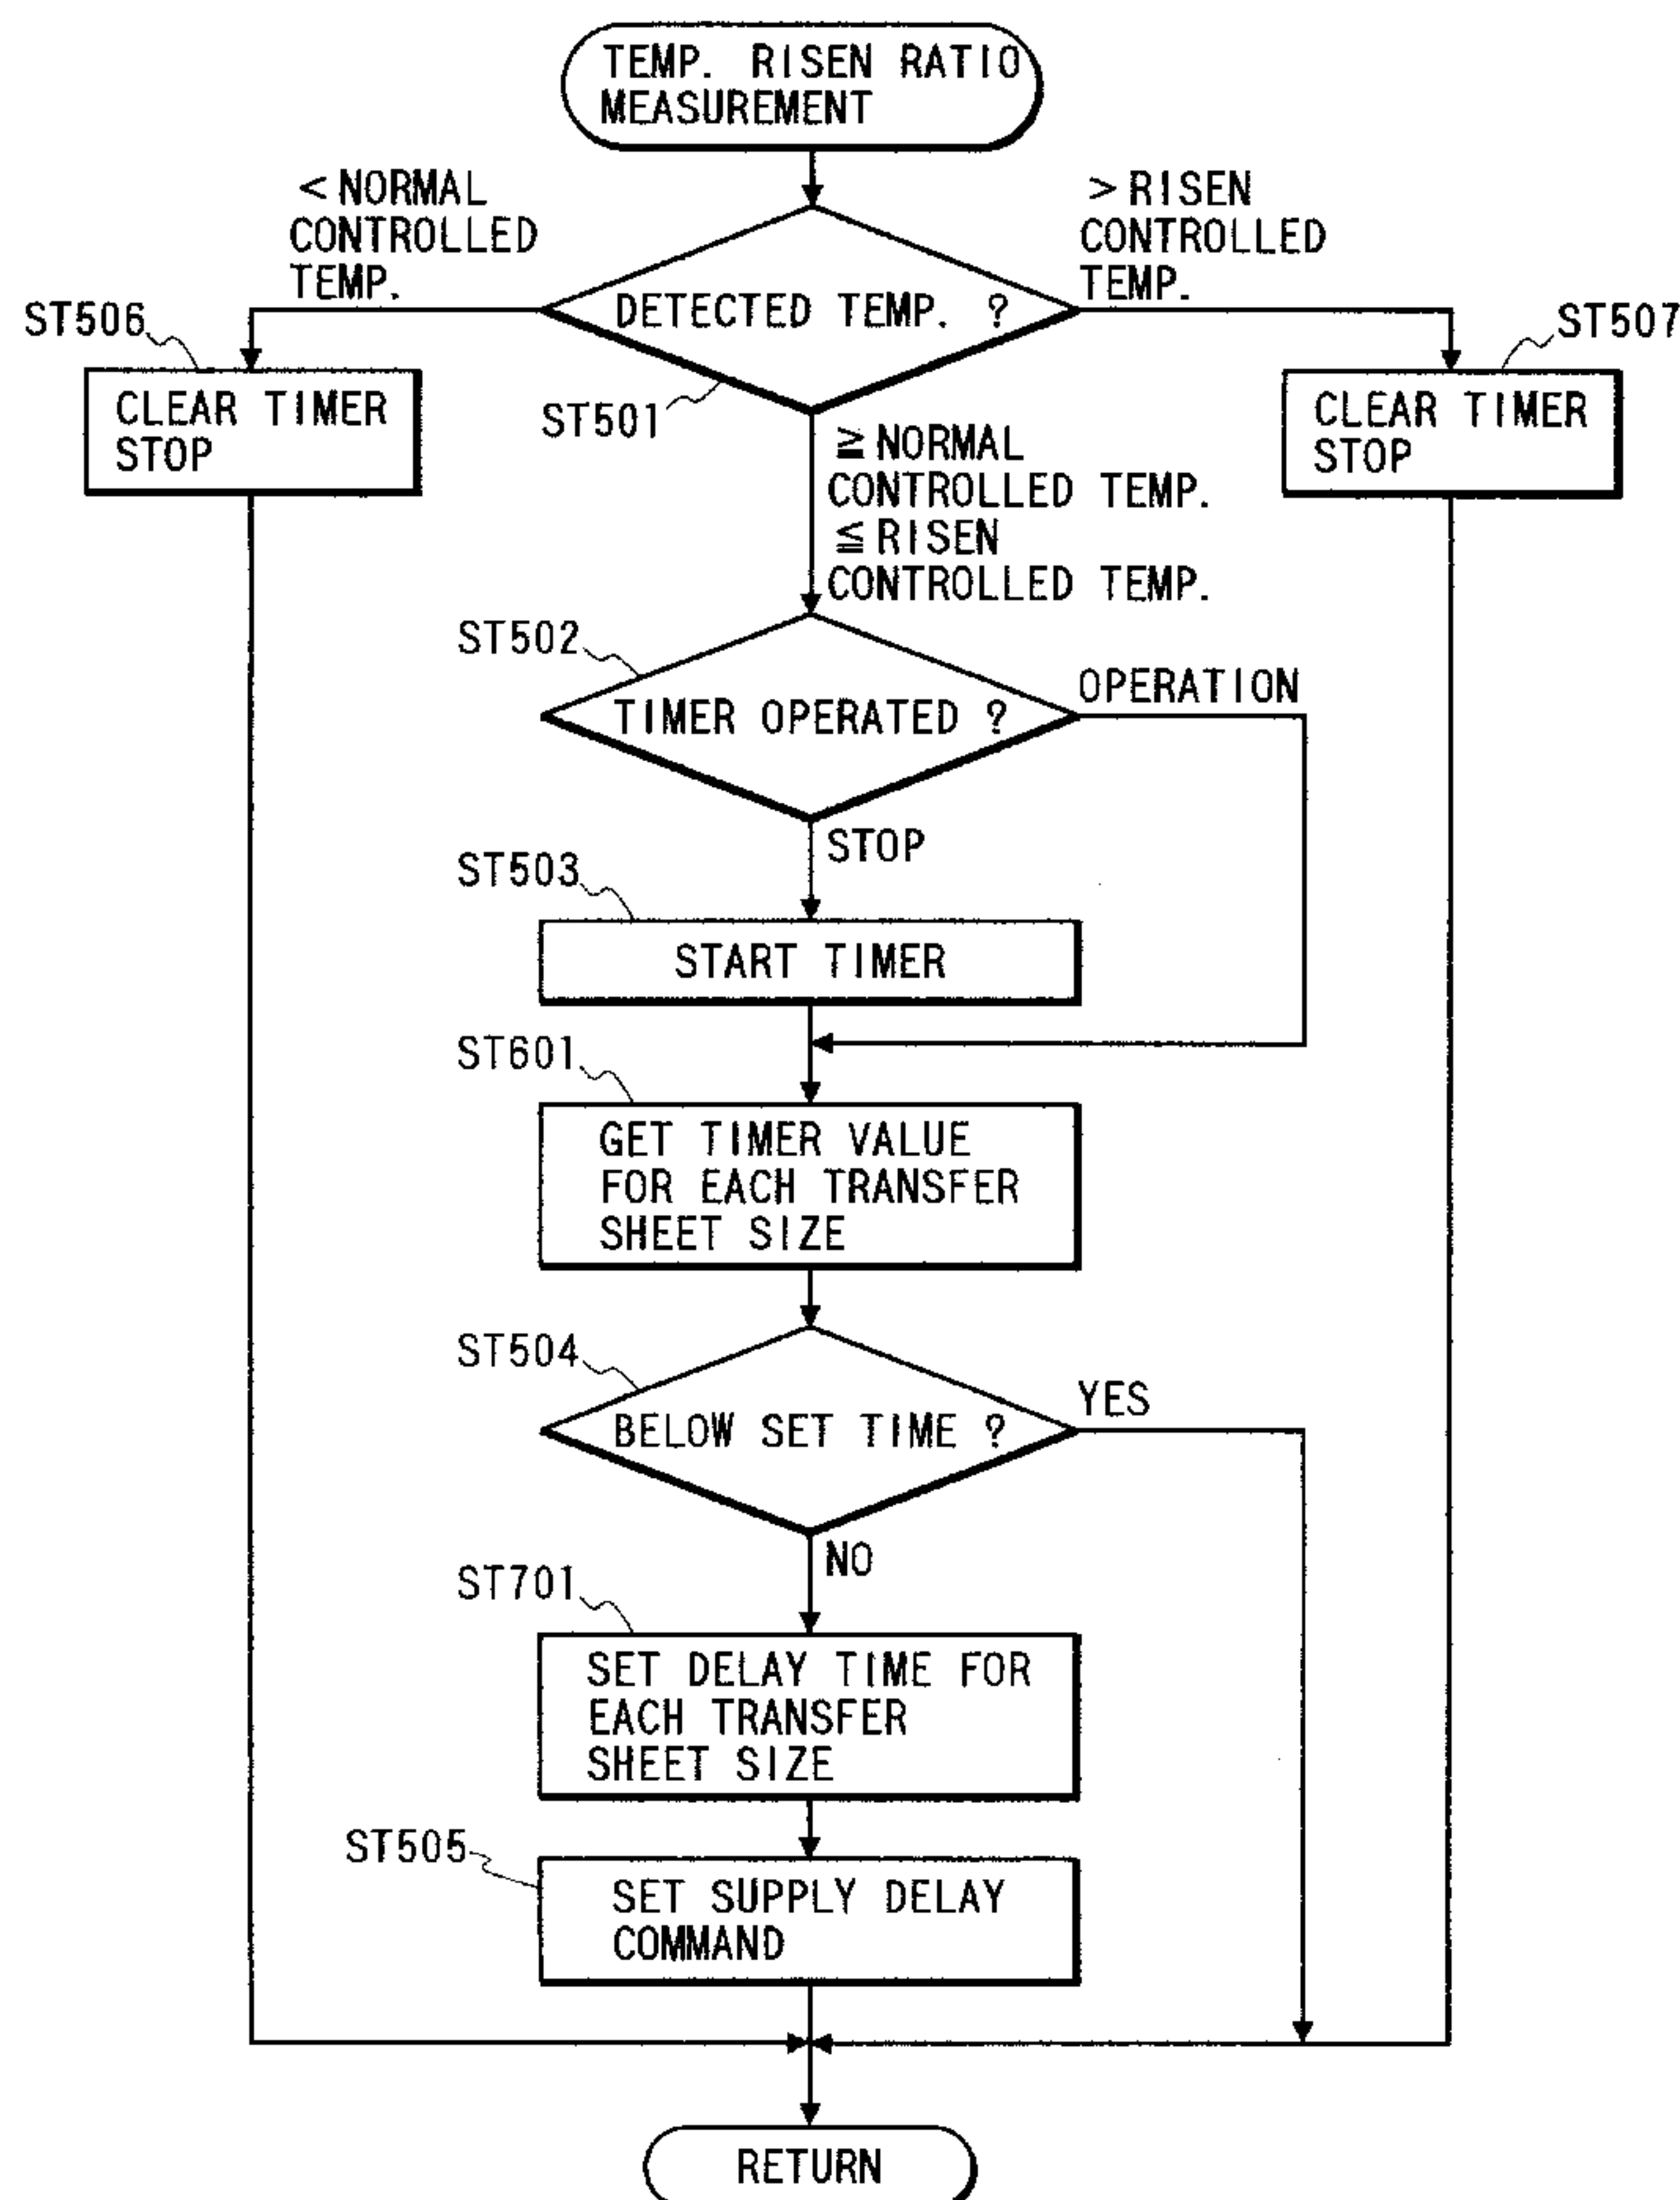 TEMP. RISEN RATIO
MEASUREMENT
< NORMAL
CONTROLLED
TEMP.
> RISEN
CONTROLLED
TEMP.
DETECTED TEMP. ?
ST506
ST507
ST501
CLEAR TIMER
STOP
CLEAR TIMER
STOP
≧ NORMAL
CONTROLLED TEMP.
≦ RISEN
CONTROLLED TEMP.
ST502
OPERATION
TIMER OPERATED ?
STOP
ST503
START TIMER
ST601
GET TIMER VALUE
FOR EACH TRANSFER
SHEET SIZE
ST504
YES
BELOW SET TIME ?
NO
ST701
SET DELAY TIME FOR
EACH TRANSFER
SHEET SIZE
ST505
SET SUPPLY DELAY
COMMAND
RETURN